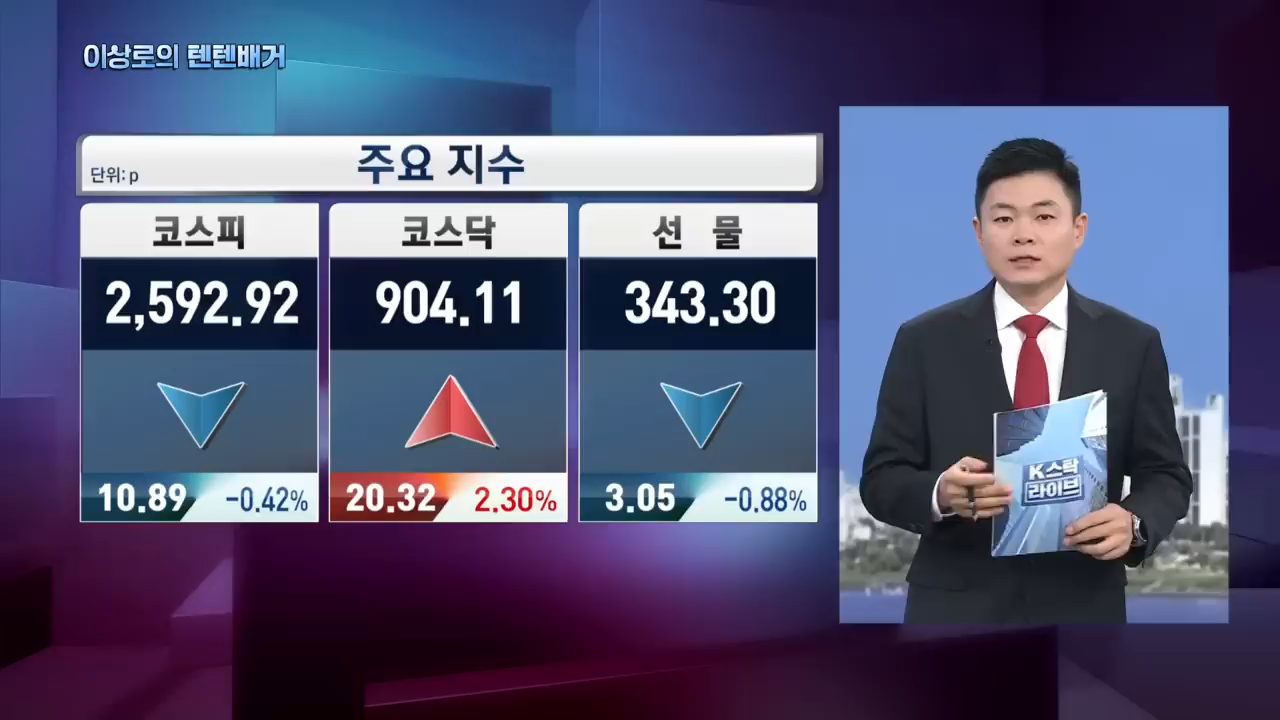 이상로의 텐텐배거
단위:p
주요 지수
코스피
코스닥
선 물
2,592.92
904.11
343.30
10.89 -0.42%
20.32 2.30%
3.05 -0.88%
K스탁
라이브